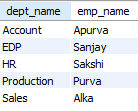 dept_name emp_name
Account Apurva
EDP Sanjay
HR Sakshi
Production Purva
Sales Alka